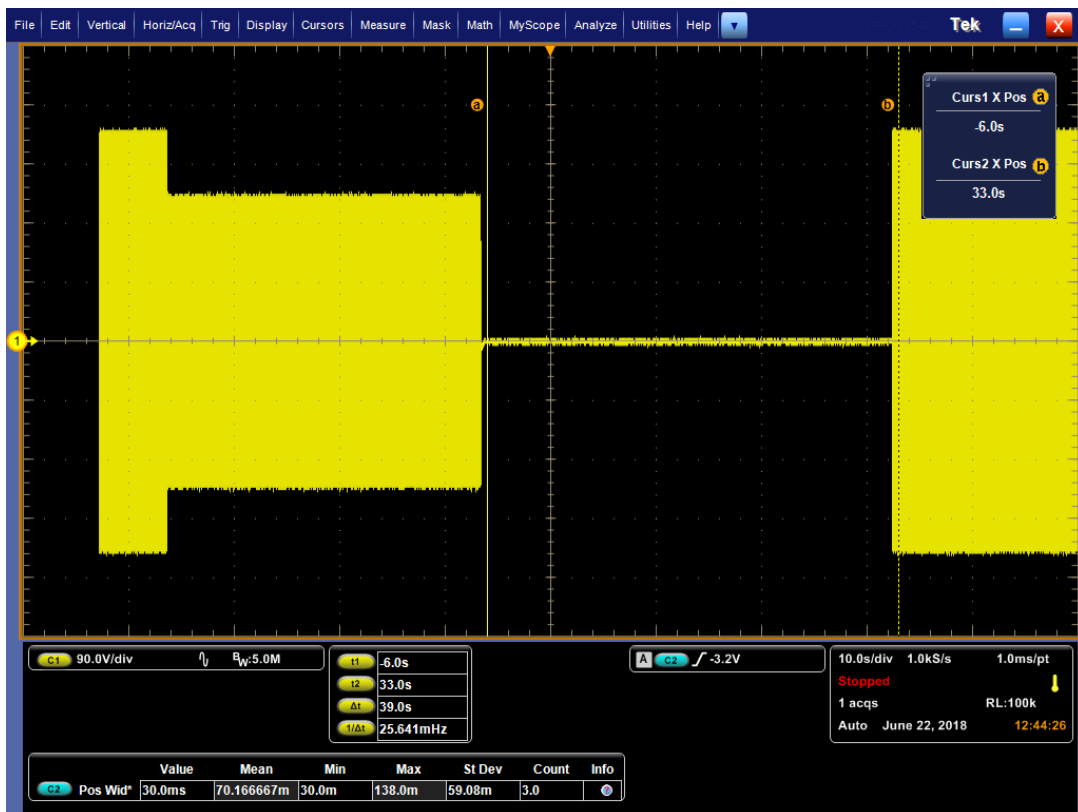 File Edit Vertical Horiz/Acq Trig Display Cursors Measure Mask Math MyScope Analyze Utilities Help Tek X
a b
Curs1 X Pos a
-6.0s
Curs2 X Pos b
33.0s
1
C1 90.0V/div BW:5.0M
t1 -6.0s
t2 33.0s
Δt 39.0s
1/Δt 25.641mHz
A C2 -3.2V
10.0s/div 1.0kS/s 1.0ms/pt
Stopped
1 acqs RL:100k
Auto June 22, 2018 12:44:26
Value Mean Min Max St Dev Count Info
C2 Pos Wid* 30.0ms 70.166667m 30.0m 138.0m 59.08m 3.0